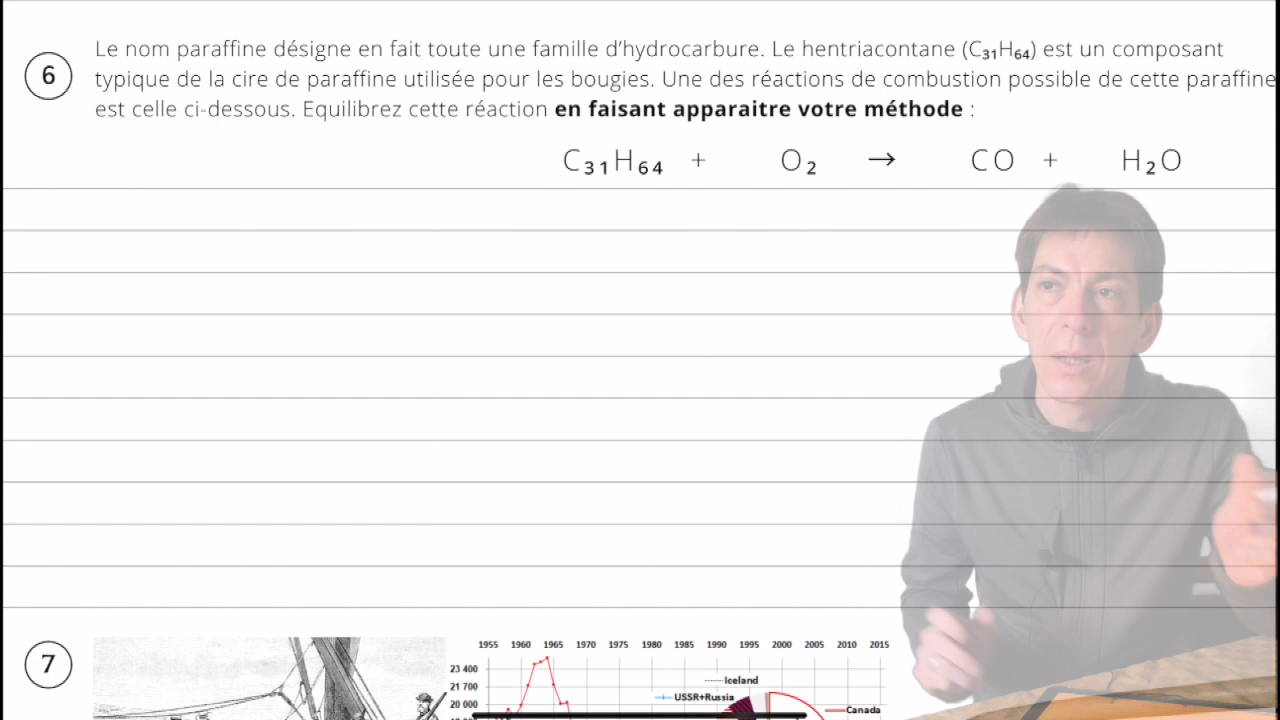 6
Le nom paraffine désigne en fait toute une famille d’hydrocarbure. Le hentriacontane (C₃₁H₆₄) est un composant
typique de la cire de paraffine utilisée pour les bougies. Une des réactions de combustion possible de cette paraffine
est celle ci-dessous. Equilibrez cette réaction en faisant apparaitre votre méthode :
C₃₁H₆₄ + O₂ → CO + H₂O
7
1955 1960 1965 1970 1975 1980 1985 1990 1995 2000 2005 2010 2015
23 400
21 700
20 000
Iceland
USSR+Russia
Canada